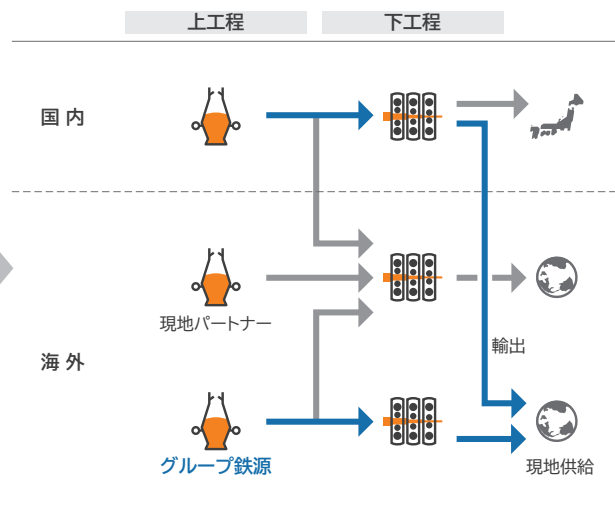 上工程
下工程
国内
現地パートナー
海外
輸出
グループ鉄源
現地供給